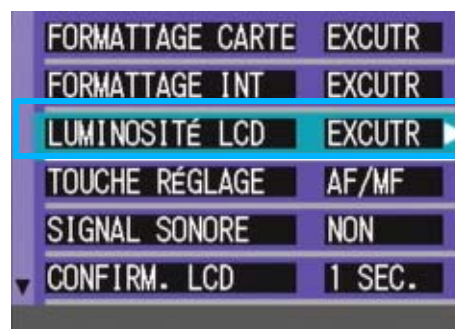 FORMATTAGE CARTE EXCUTR
FORMATTAGE INT EXCUTR
LUMINOSITÉ LCD EXCUTR
TOUCHE RÉGLAGE AF/MF
SIGNAL SONORE NON
CONFIRM. LCD 1 SEC.